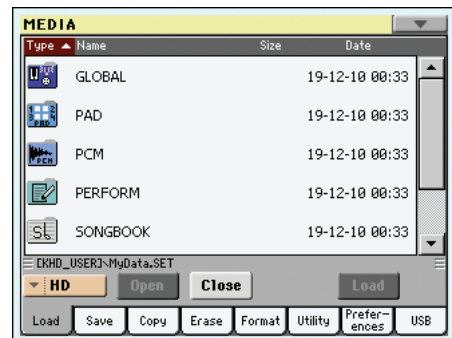 MEDIA
Type Name Size Date
GLOBAL 19-12-10 00:33
PAD 19-12-10 00:33
PCM 19-12-10 00:33
PERFORM 19-12-10 00:33
SONGBOOK 19-12-10 00:33
[KHD_USER]\MyData.SET
HD Open Close Load
Load Save Copy Erase Format Utility Prefer-
ences USB